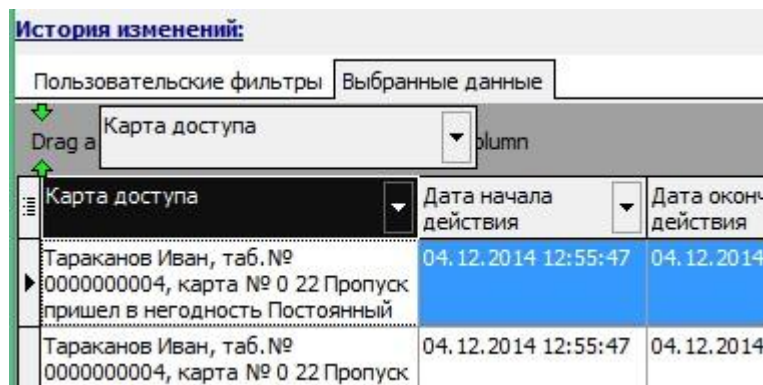 История изменений:
Пользовательские фильтры Выбранные данные
Drag a
Карта доступа
Карта доступа Дата начала
действия Дата
действия
Тараканов Иван, таб.№
0000000004, карта № 0 22 Пропуск
пришел в негодность Постоянный 04.12.2014 12:55:47 04.12.2014
Тараканов Иван, таб.№
0000000004, карта № 0 22 Пропуск 04.12.2014 12:55:47 04.12.2014